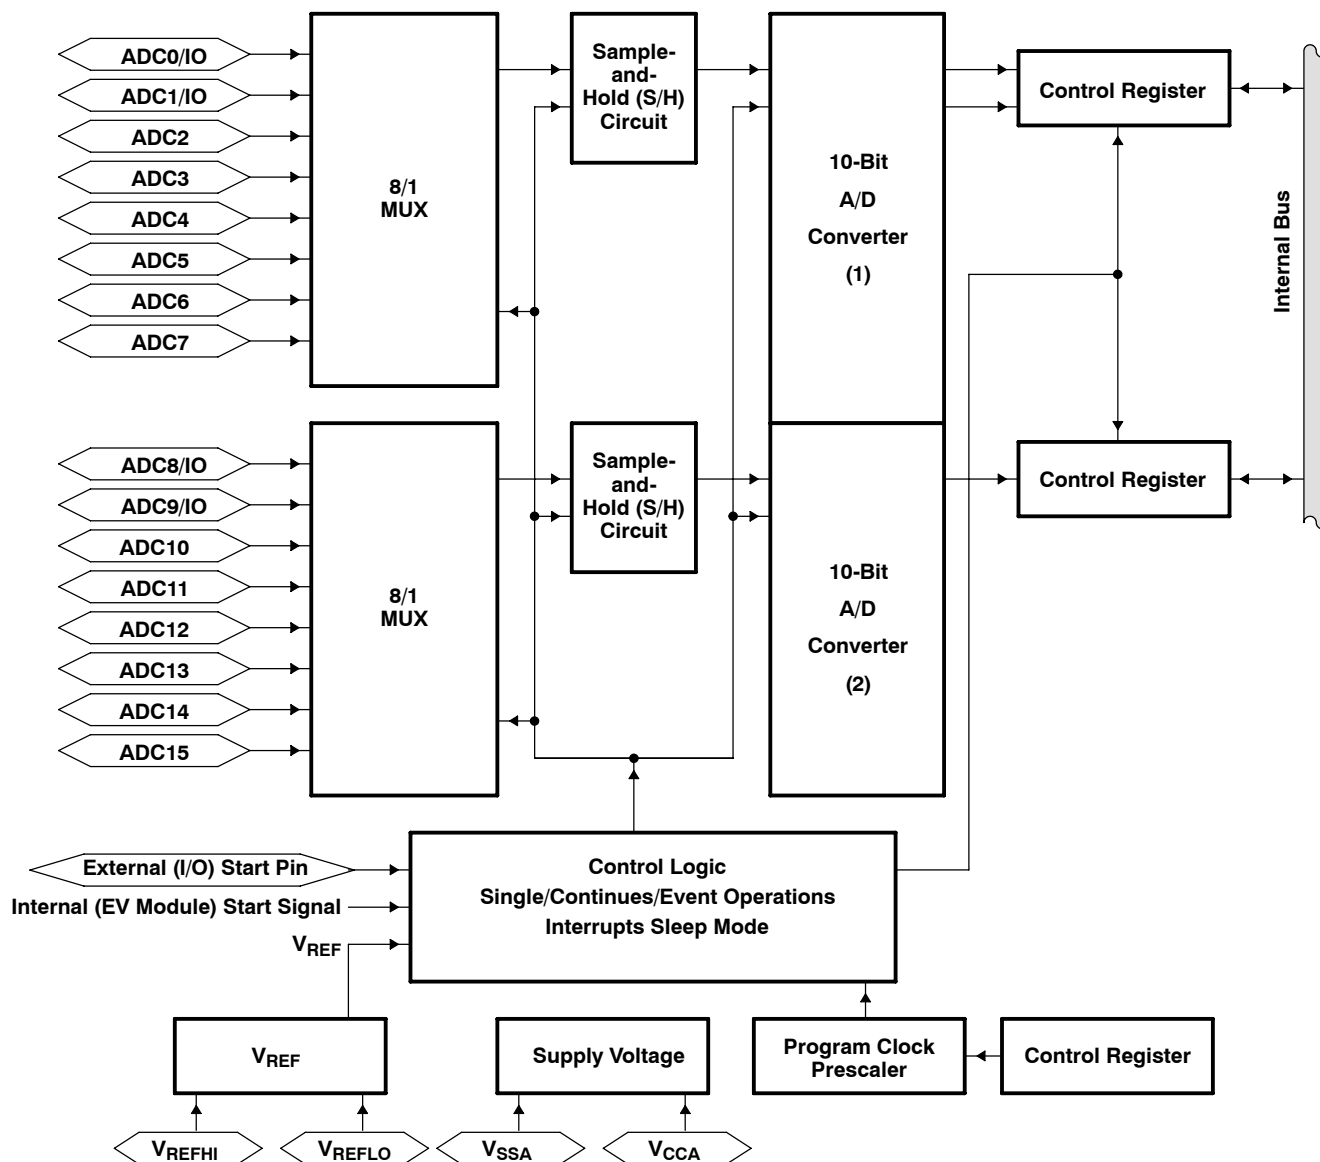 ADC0/IO
ADC1/IO
ADC2
ADC3
ADC4
ADC5
ADC6
ADC7
8/1
MUX
Sample-
and-
Hold (S/H)
Circuit
10-Bit
A/D
Converter
(1)
Control Register
Internal Bus
ADC8/IO
ADC9/IO
ADC10
ADC11
ADC12
ADC13
ADC14
ADC15
8/1
MUX
Sample-
and-
Hold (S/H)
Circuit
10-Bit
A/D
Converter
(2)
Control Register
External (I/O) Start Pin
Internal (EV Module) Start Signal
VREF
Control Logic
Single/Continues/Event Operations
Interrupts Sleep Mode
VREF
Supply Voltage
Program Clock
Prescaler
Control Register
VREFHI
VREFLO
VSSA
VCCA